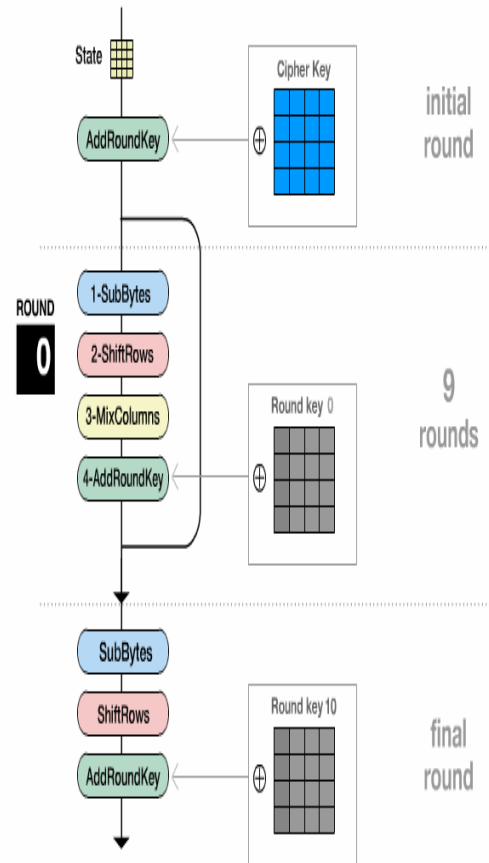 State
Cipher Key
AddRoundKey
initial
round
1-SubBytes
ROUND
0
2-ShiftRows
3-MixColumns
Round key 0
9
rounds
4-AddRoundKey
SubBytes
ShiftRows
Round key 10
final
round
AddRoundKey